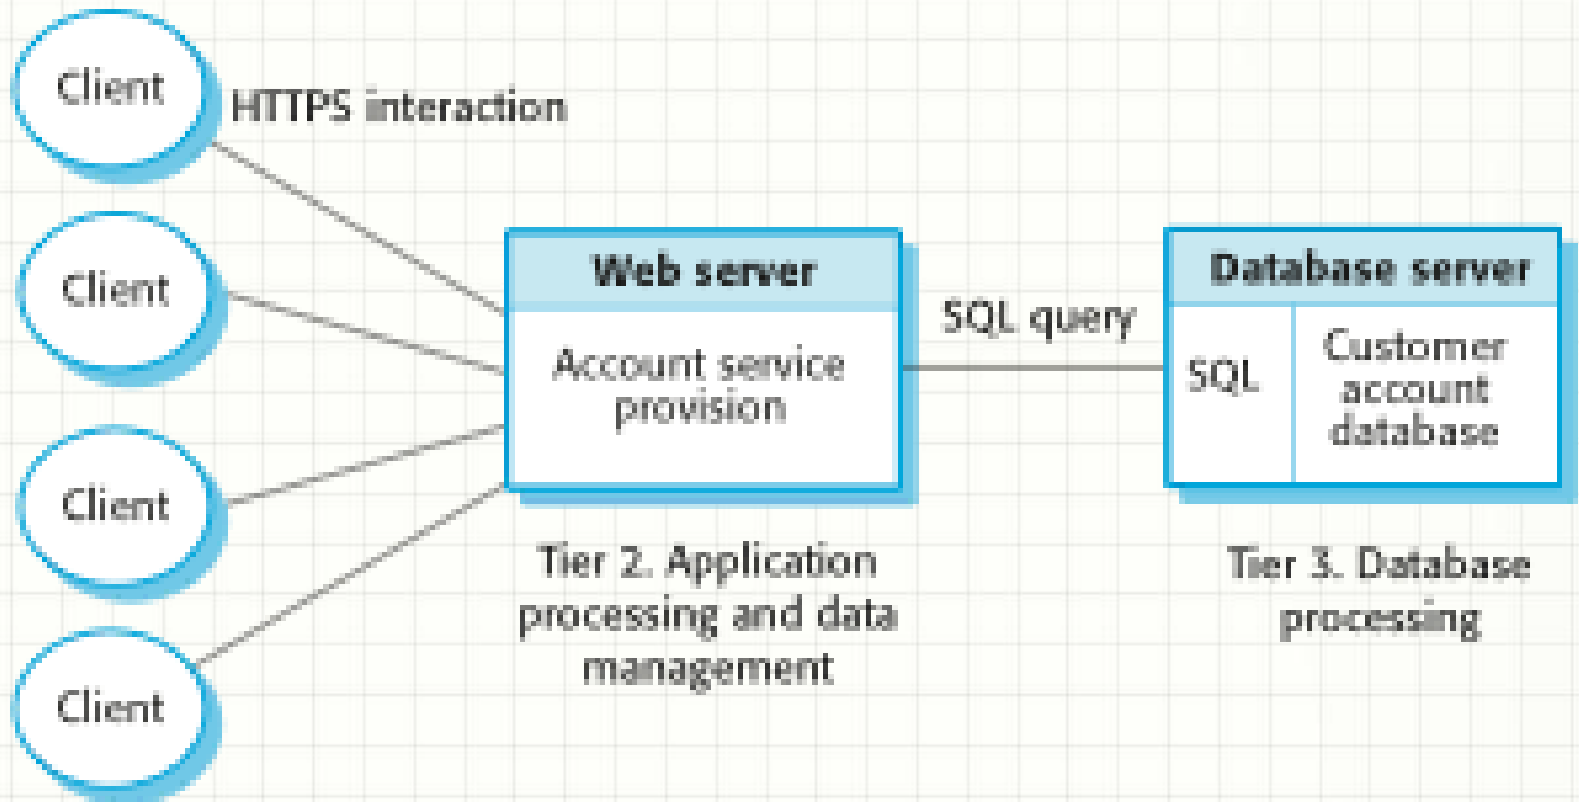 Client
HTTPS interaction
Client
Client
Client
Web server
Account service
provision
SQL query
Database server
SQL
Customer
account
database
Tier 2. Application
processing and data
management
Tier 3. Database
processing